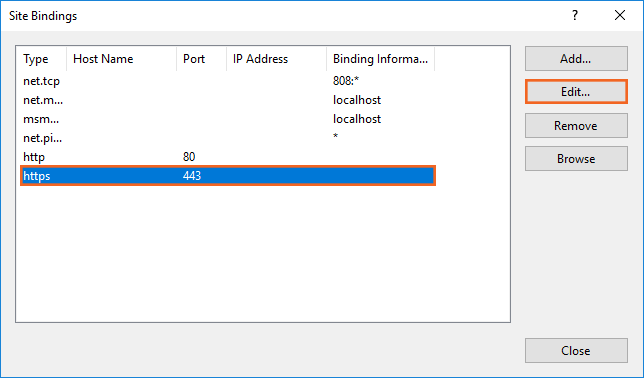 Site Bindings ?
Type Host Name Port IP Address Binding Informa... Add...
net.tcp 808:*
net.m... localhost Edit...
msm... localhost Remove
net.pi... *
http 80 Browse
https 443
Close